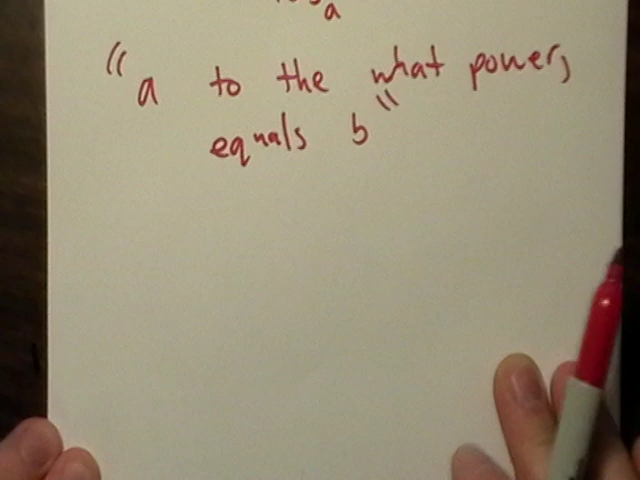 a
"a to the what power,
equals b"